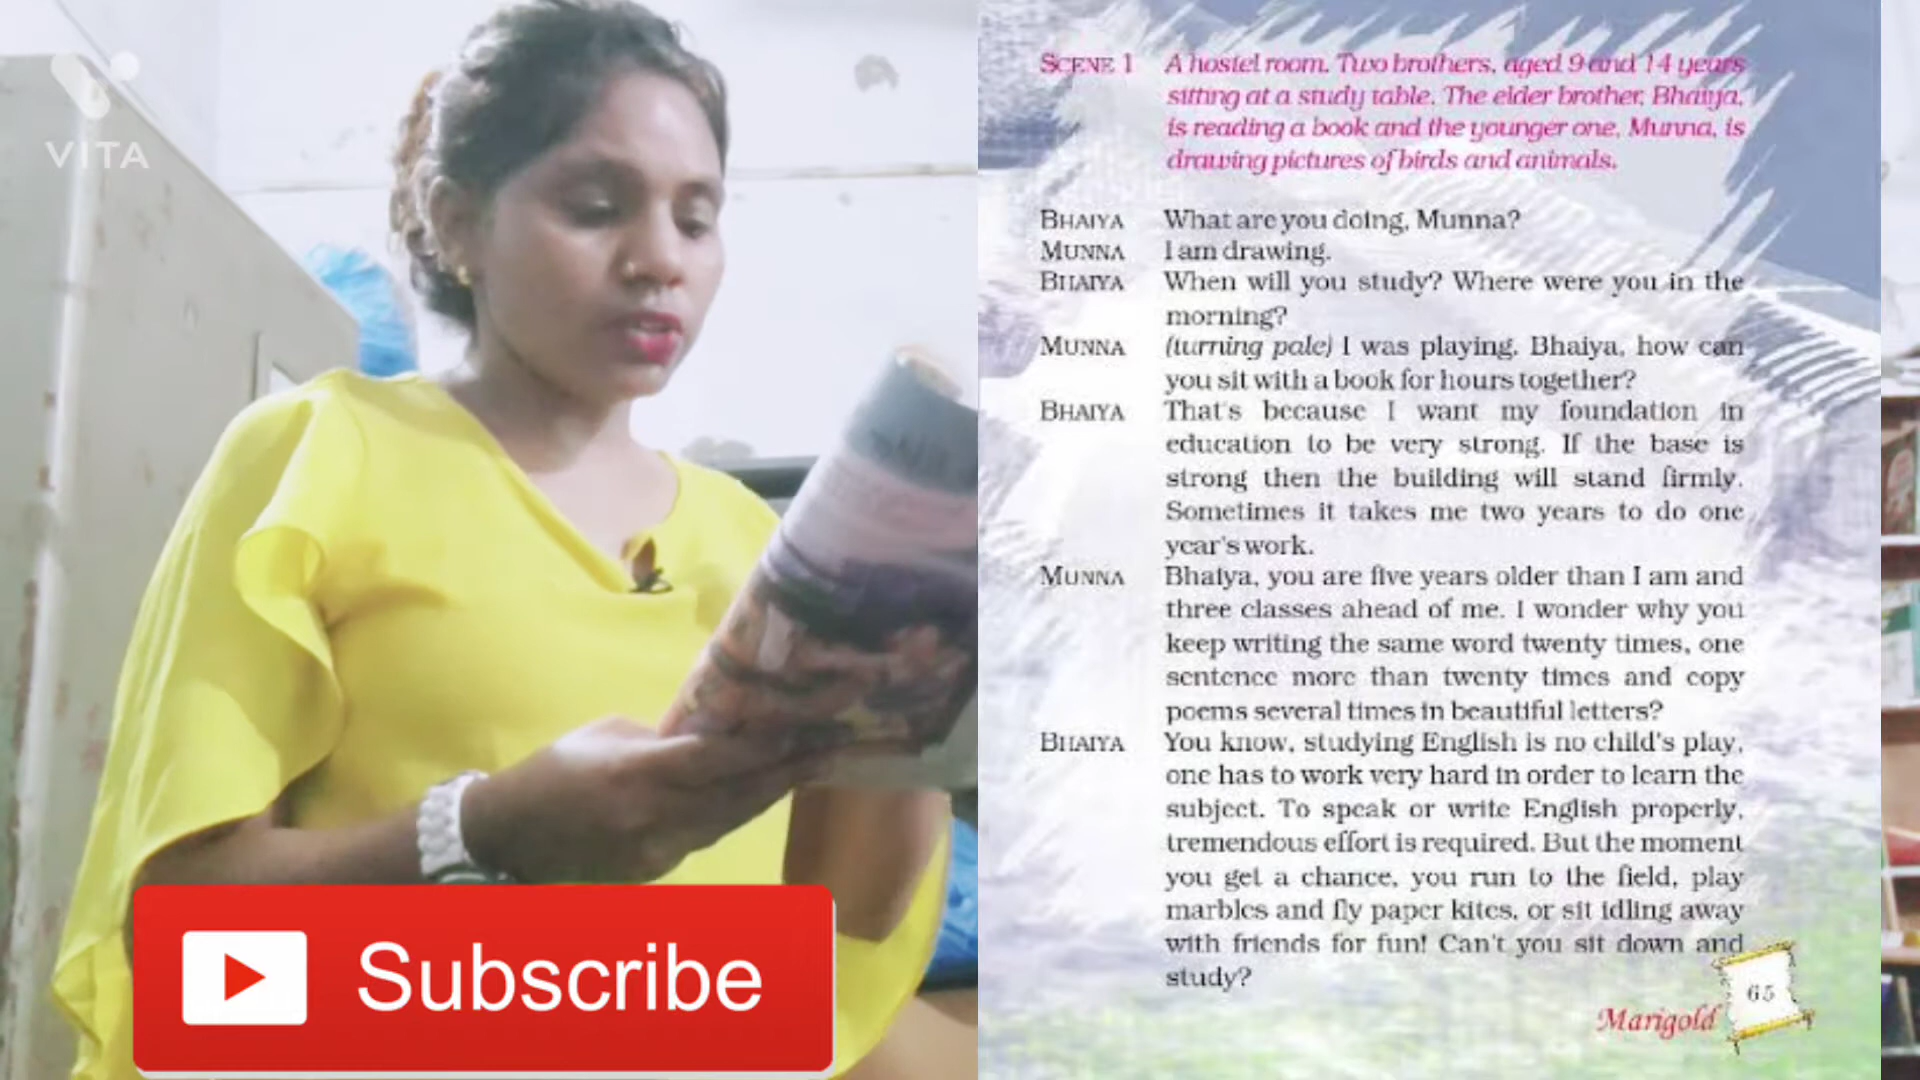 VITA
Subscribe
SCENE 1 A hostel room. Two brothers, aged 9 and 14 years
sitting at a study table. The elder brother, Bhaiya,
is reading a book and the younger one, Munna, is
drawing pictures of birds and animals.
BHAIYA What are you doing, Munna?
MUNNA I am drawing.
BHAIYA When will you study? Where were you in the
morning?
MUNNA (turning pale) I was playing. Bhaiya, how can
you sit with a book for hours together?
BHAIYA That's because I want my foundation in
education to be very strong. If the base is
strong then the building will stand firmly.
Sometimes it takes me two years to do one
year's work.
MUNNA Bhaiya, you are five years older than I am and
three classes ahead of me. I wonder why you
keep writing the same word twenty times, one
sentence more than twenty times and copy
poems several times in beautiful letters?
BHAIYA You know, studying English is no child's play,
one has to work very hard in order to learn the
subject. To speak or write English properly,
tremendous effort is required. But the moment
you get a chance, you run to the field, play
marbles and fly paper kites, or sit idling away
with friends for fun! Can't you sit down and
study?
65
Marigold